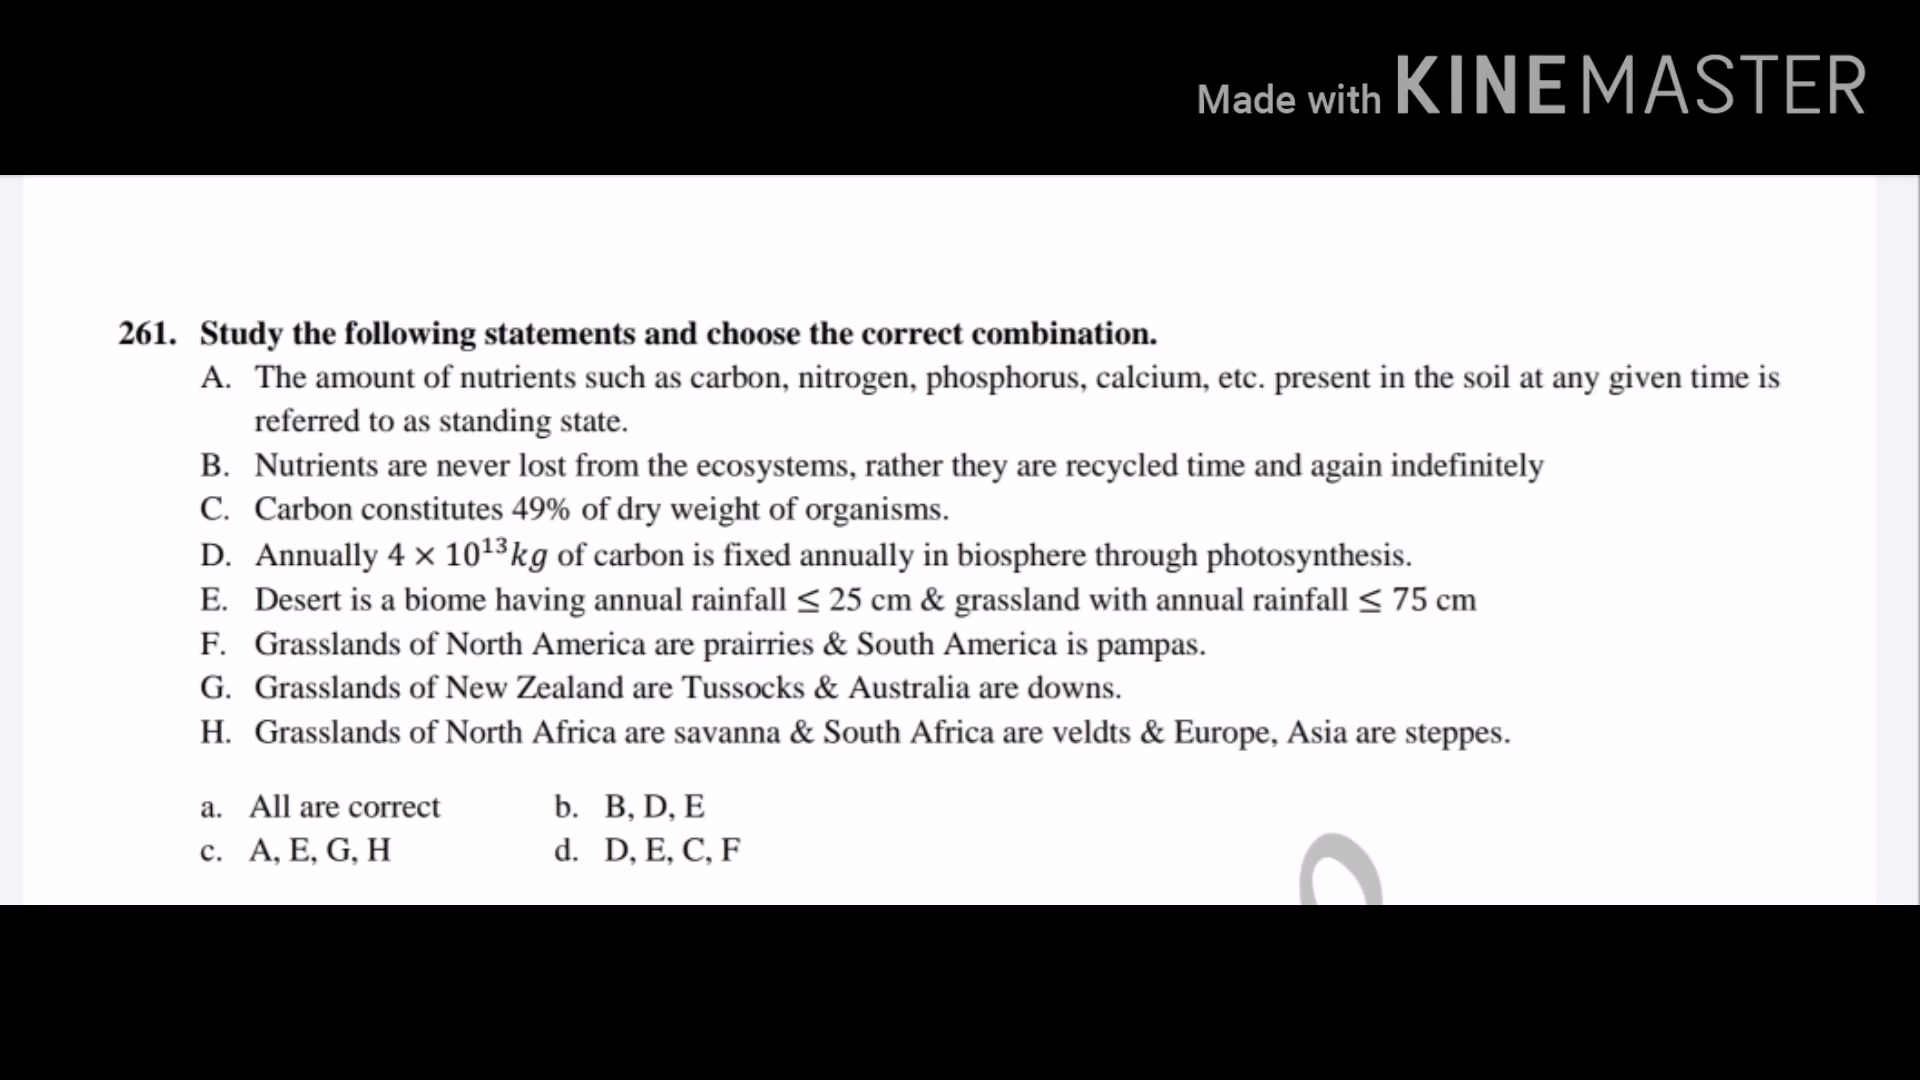 Made with KINEMASTER
261. Study the following statements and choose the correct combination.
A. The amount of nutrients such as carbon, nitrogen, phosphorus, calcium, etc. present in the soil at any given time is
referred to as standing state.
B. Nutrients are never lost from the ecosystems, rather they are recycled time and again indefinitely
C. Carbon constitutes 49% of dry weight of organisms.
D. Annually 4 × 10¹³kg of carbon is fixed annually in biosphere through photosynthesis.
E. Desert is a biome having annual rainfall ≤ 25 cm & grassland with annual rainfall ≤ 75 cm
F. Grasslands of North America are prairries & South America is pampas.
G. Grasslands of New Zealand are Tussocks & Australia are downs.
H. Grasslands of North Africa are savanna & South Africa are veldts & Europe, Asia are steppes.
a. All are correct b. B, D, E
c. A, E, G, H d. D, E, C, F